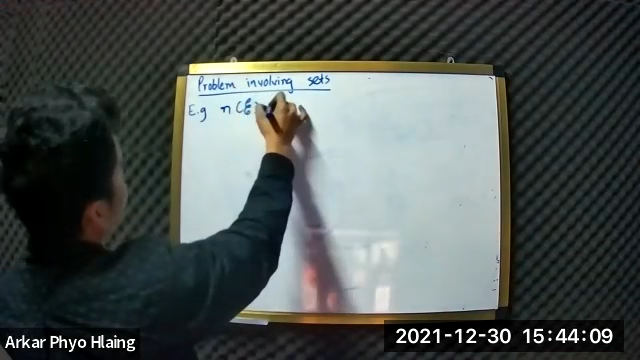 Problem involving sets
E.g n(
Arkar Phyo Hlaing
2021-12-30 15:44:09